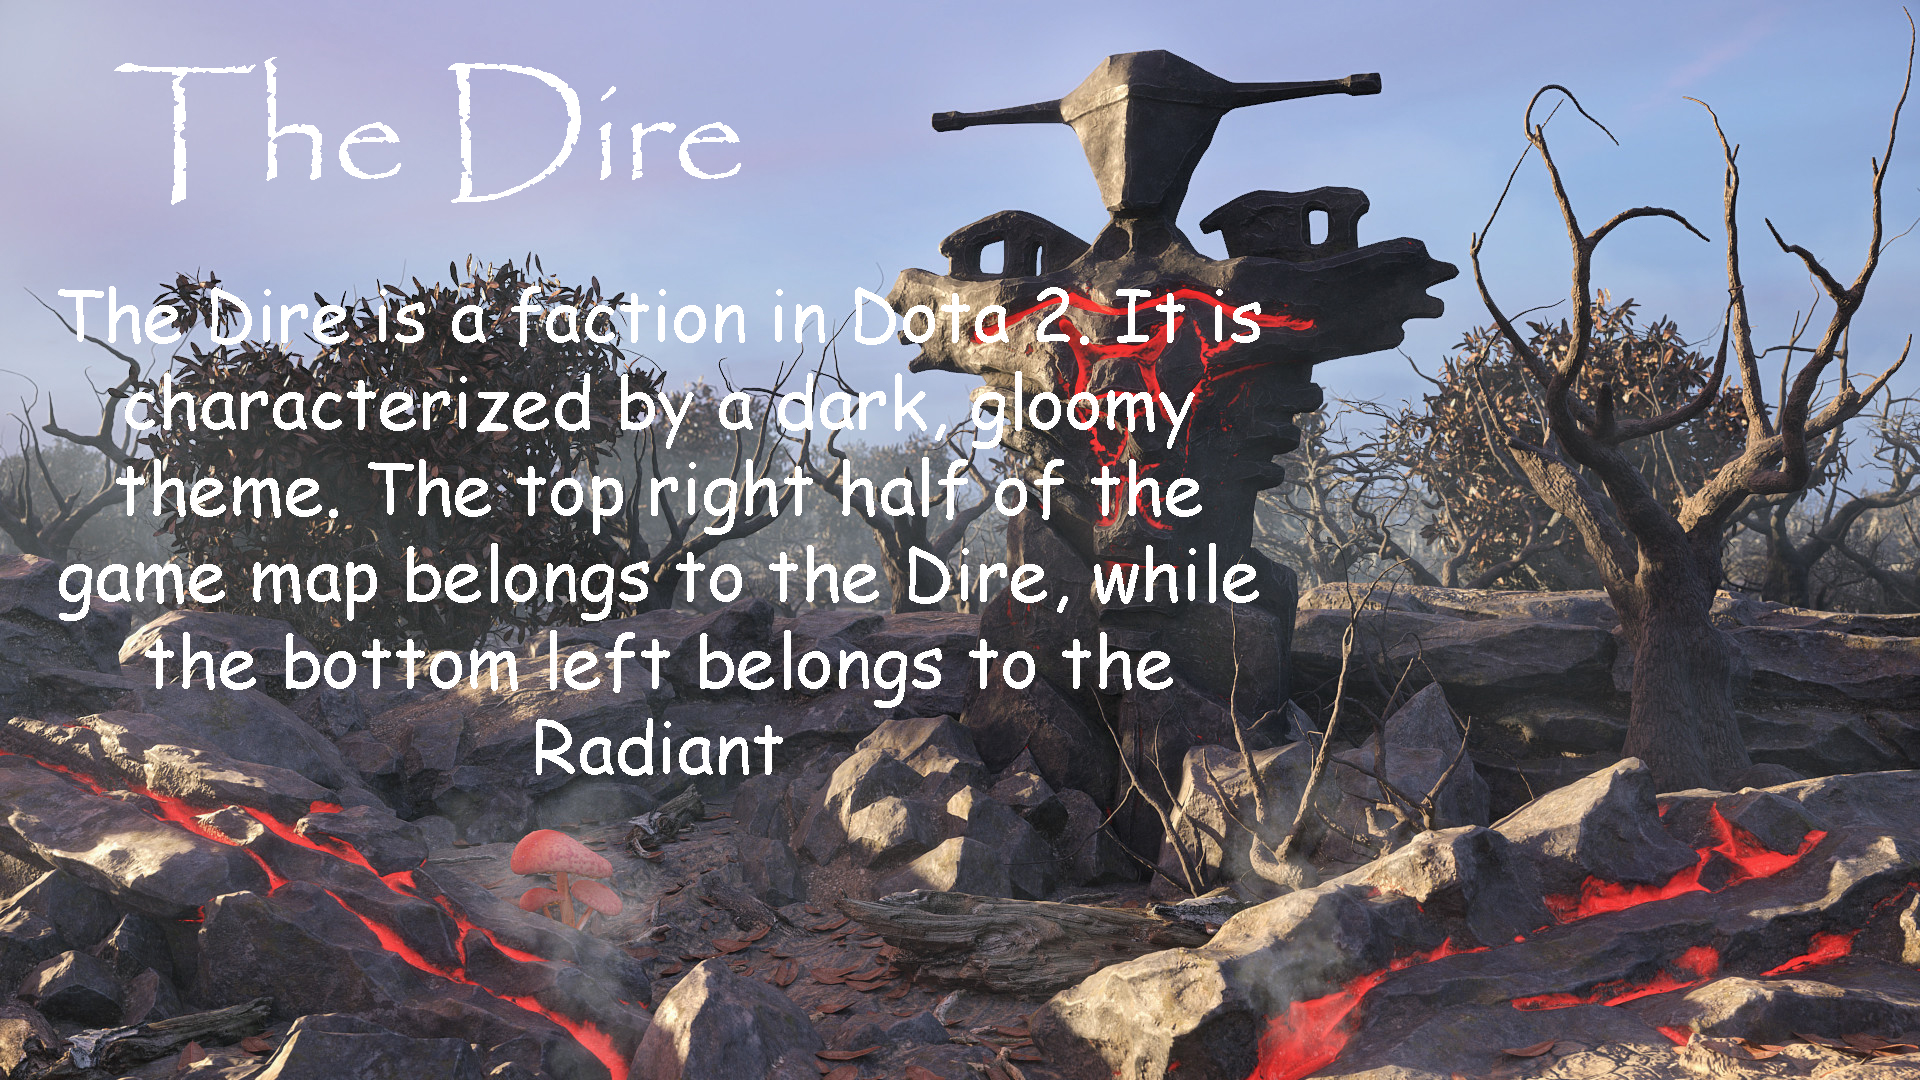 The Dire
The Dire is a faction in Dota 2. It is
characterized by a dark, gloomy
theme. The top right half of the
game map belongs to the Dire, while
the bottom left belongs to the
Radiant